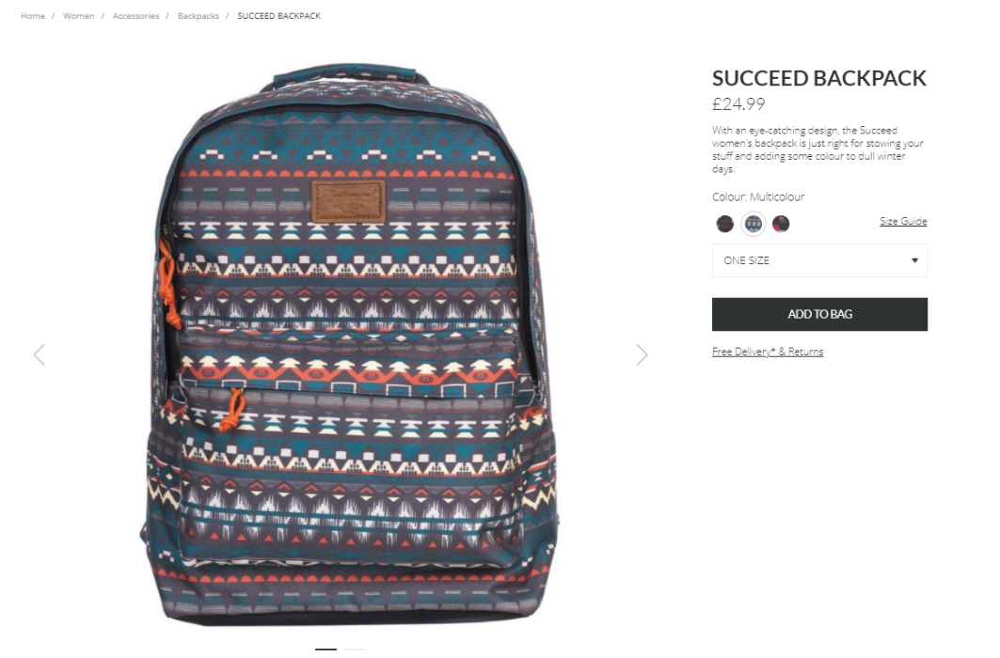 Home / Women / Accessories / Backpacks / SUCCEED BACKPACK
SUCCEED BACKPACK
£24.99
With an eye-catching design, the Succeed
women's backpack is just right for stowing your
stuff and adding some colour to dull winter
days.
Colour: Multicolour
Size Guide
ONE SIZE
ADD TO BAG
Free Delivery* & Returns